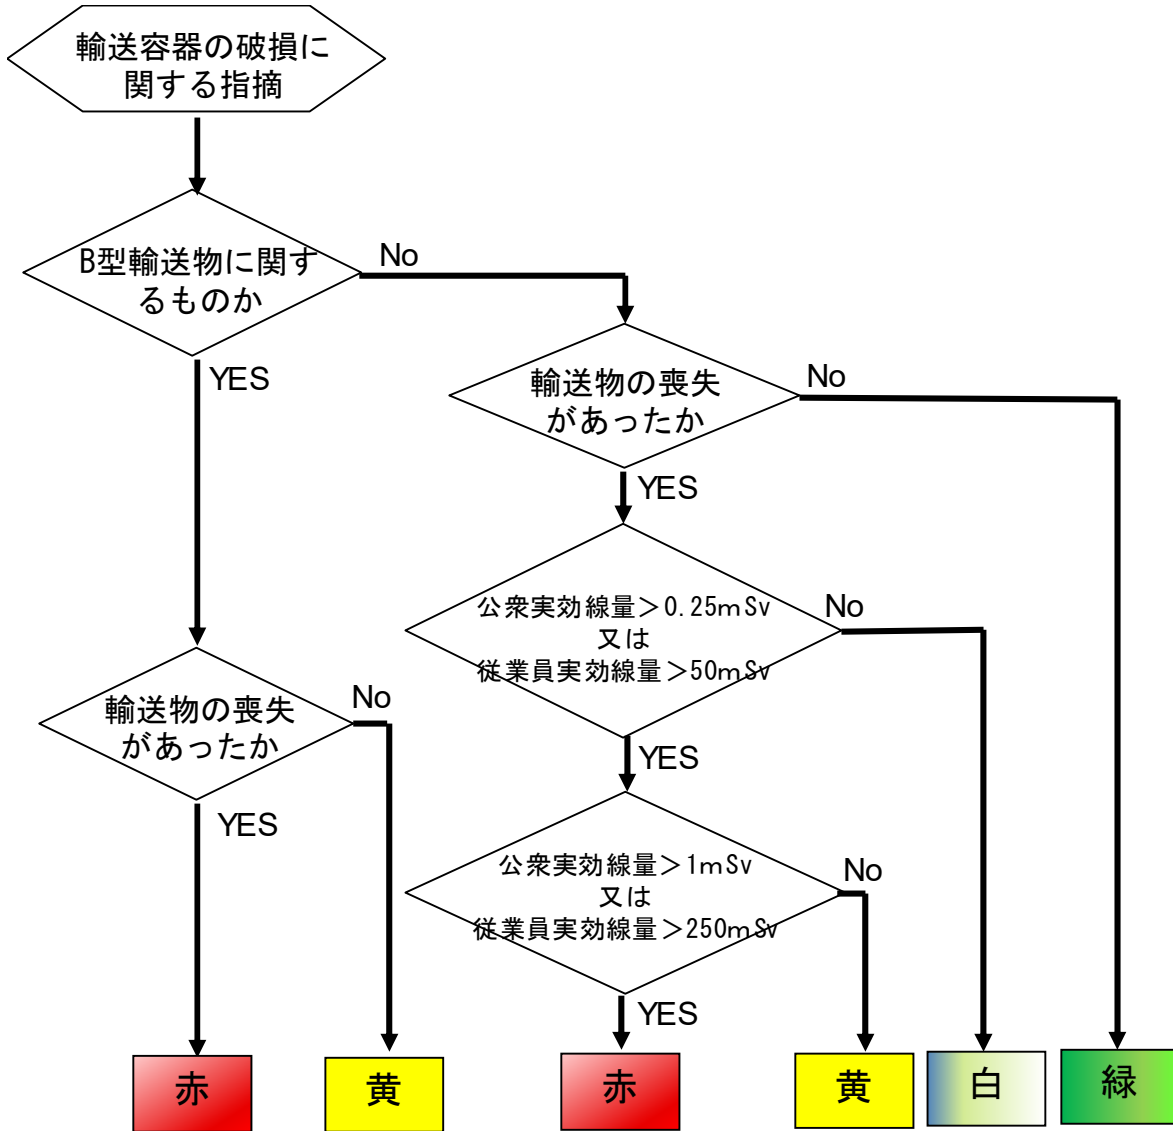 輸送容器の破損に
関する指摘
B型輸送物に関す
るものか
No
YES
輸送物の喪失
があったか
No
YES
公衆実効線量＞0.25mSv
又は
従業員実効線量＞50mSv
No
YES
輸送物の喪失
があったか
No
YES
公衆実効線量＞1mSv
又は
従業員実効線量＞250mSv
No
YES
赤
黄
赤
黄
白
緑